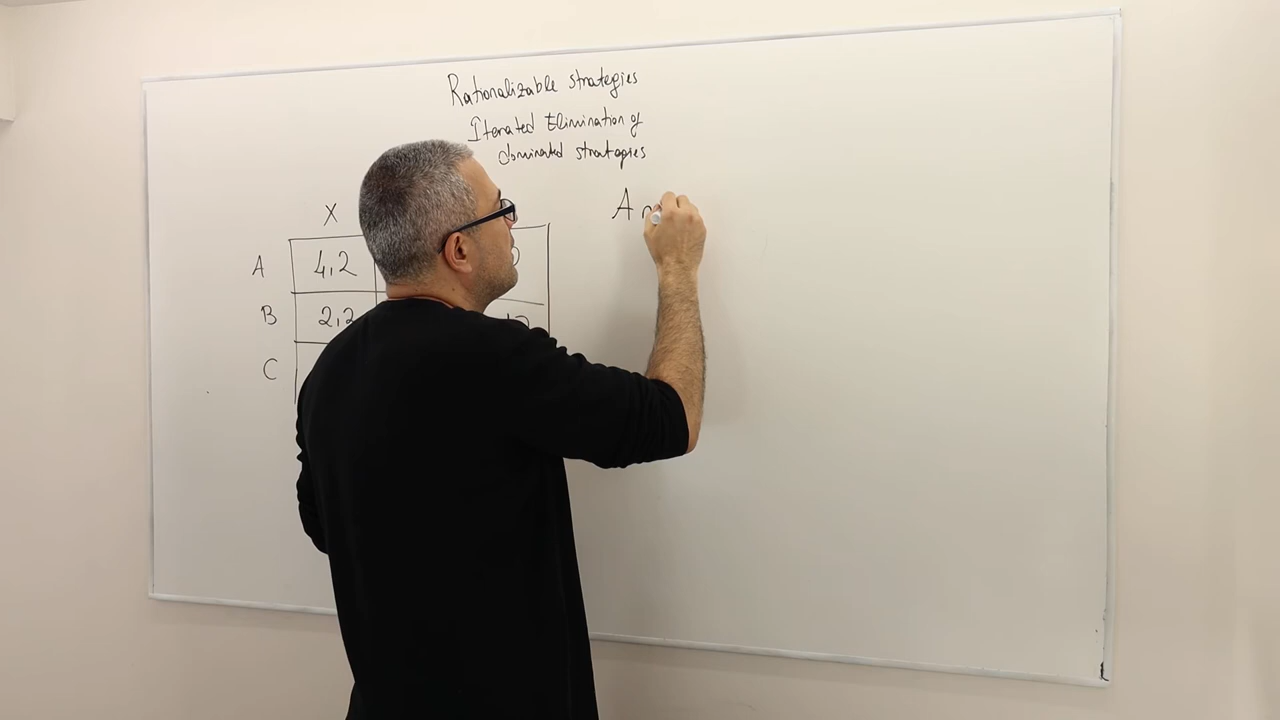 Rationalizable strategies
Iterated Elimination of
dominated strategies
A
X
A 4,2
B 2,2
C